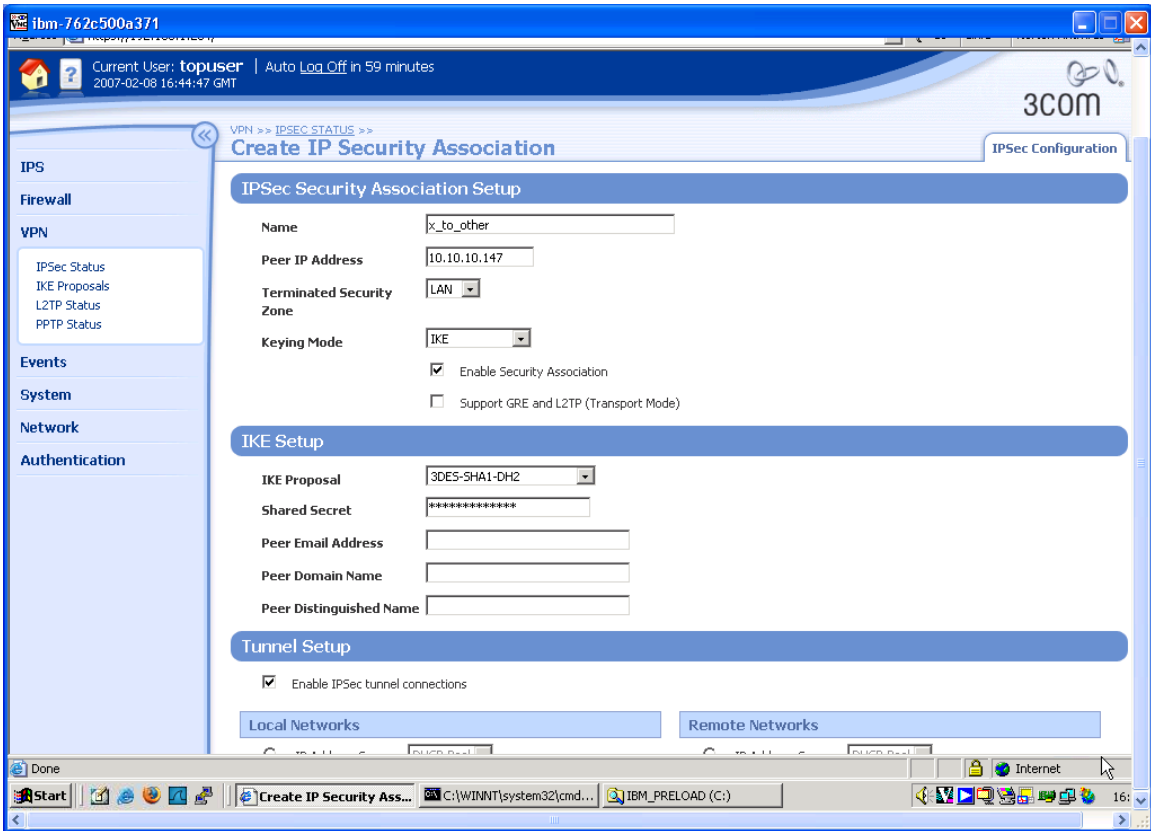 ibm-762c500a371
Current User: topuser | Auto Log Off in 59 minutes
2007-02-08 16:44:47 GMT
3COM
VPN >> IPSEC STATUS >>
Create IP Security Association
IPSec Configuration
IPS
Firewall
VPN
IPSec Status
IKE Proposals
L2TP Status
PPTP Status
Events
System
Network
Authentication
IPSec Security Association Setup
Name x_to_other
Peer IP Address 10.10.10.147
Terminated Security Zone LAN
Keying Mode IKE
Enable Security Association
Support GRE and L2TP (Transport Mode)
IKE Setup
IKE Proposal 3DES-SHA1-DH2
Shared Secret *************
Peer Email Address
Peer Domain Name
Peer Distinguished Name
Tunnel Setup
Enable IPSec tunnel connections
Local Networks Remote Networks
Done Internet
Start Create IP Security Ass... C:\WINNT\system32\cmd... IBM_PRELOAD (C:) 16: